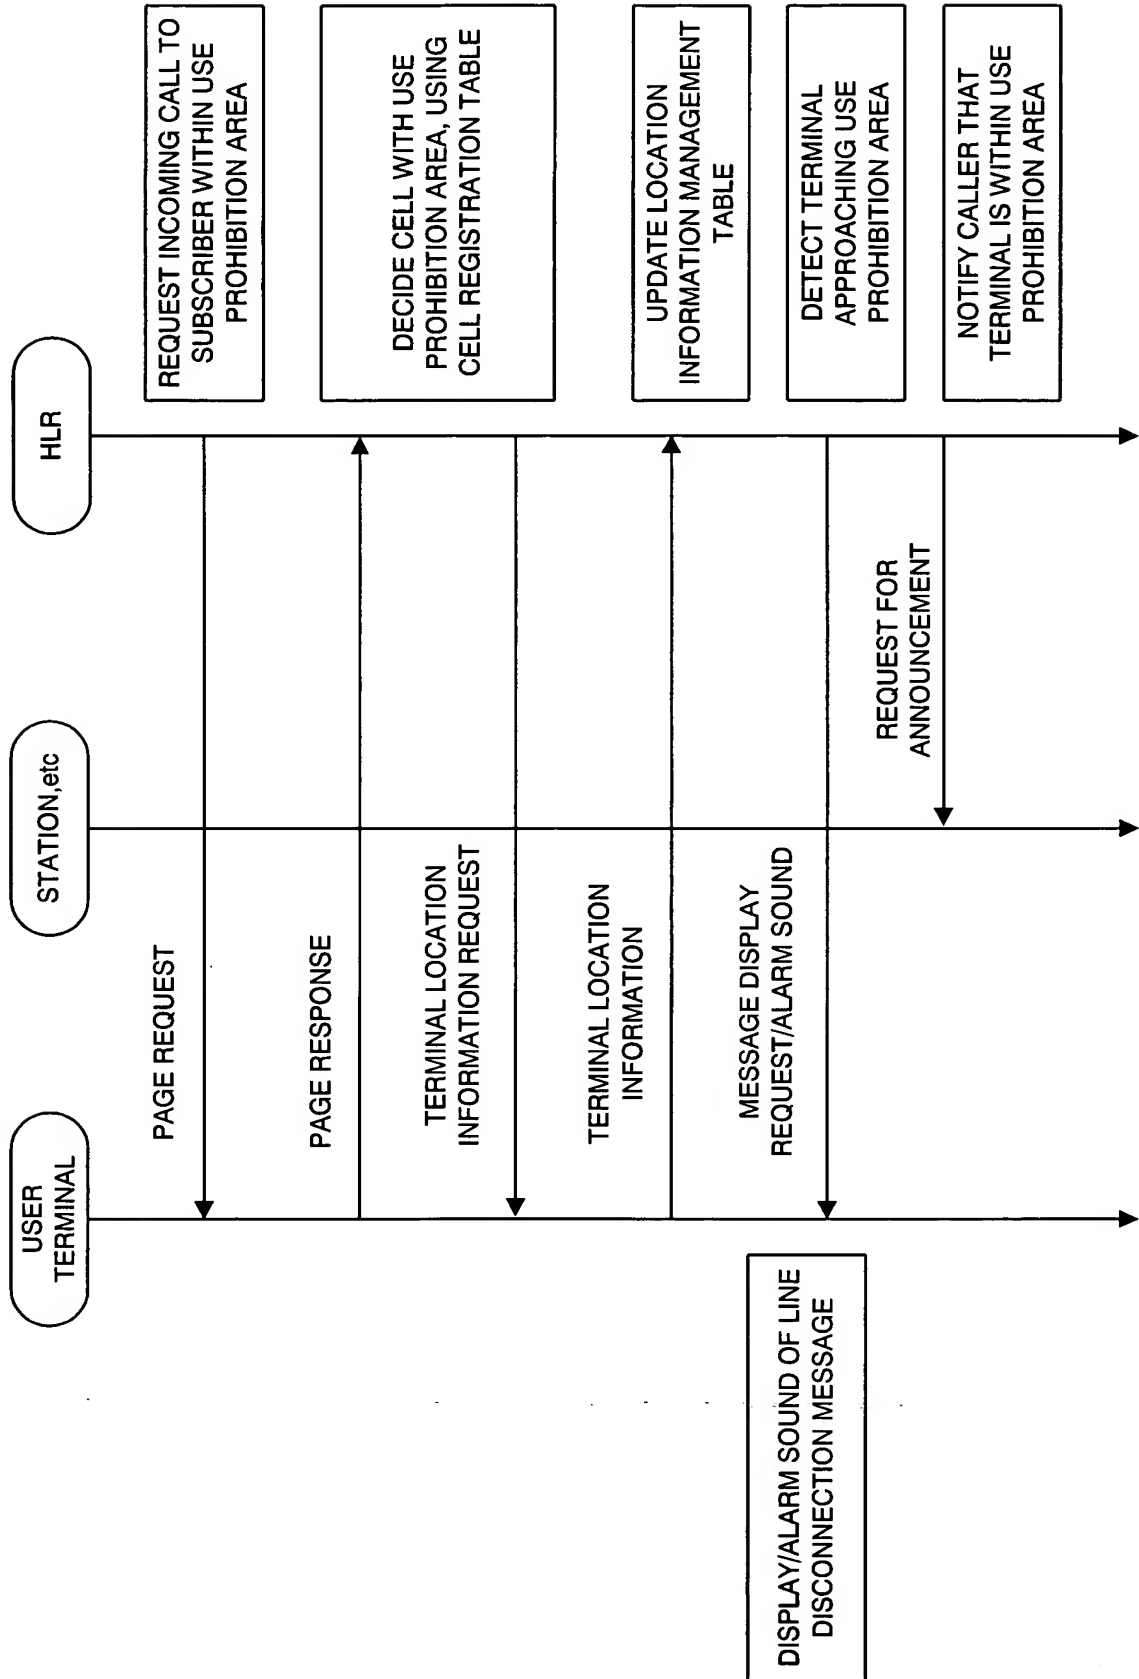 USER
TERMINAL
STATION,etc
HLR
PAGE REQUEST
REQUEST INCOMING CALL TO
SUBSCRIBER WITHIN USE
PROHIBITION AREA
PAGE RESPONSE
DECIDE CELL WITH USE
PROHIBITION AREA, USING
CELL REGISTRATION TABLE
TERMINAL LOCATION
INFORMATION REQUEST
TERMINAL LOCATION
INFORMATION
UPDATE LOCATION
INFORMATION MANAGEMENT
TABLE
DISPLAY/ALARM SOUND OF LINE
DISCONNECTION MESSAGE
MESSAGE DISPLAY
REQUEST/ALARM SOUND
DETECT TERMINAL
APPROACHING USE
PROHIBITION AREA
REQUEST FOR
ANNOUNCEMENT
NOTIFY CALLER THAT
TERMINAL IS WITHIN USE
PROHIBITION AREA